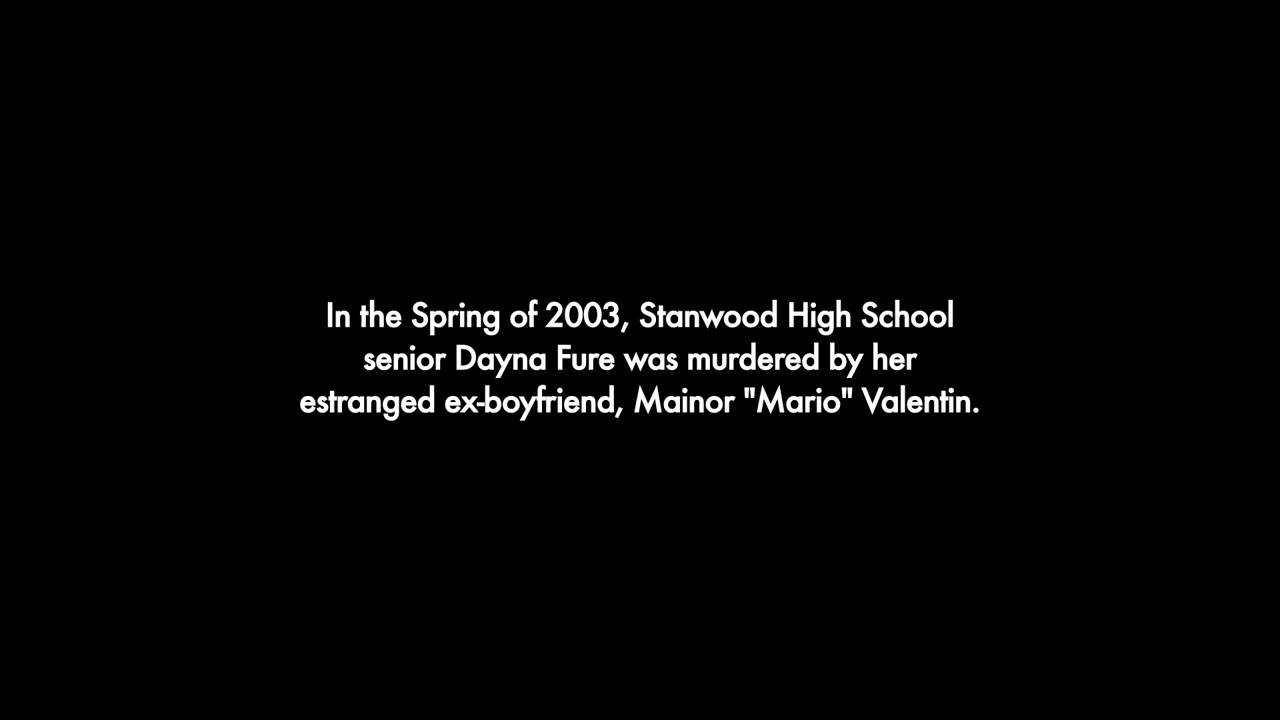 In the Spring of 2003, Stanwood High School
senior Dayna Fure was murdered by her
estranged ex-boyfriend, Mainor "Mario" Valentin.